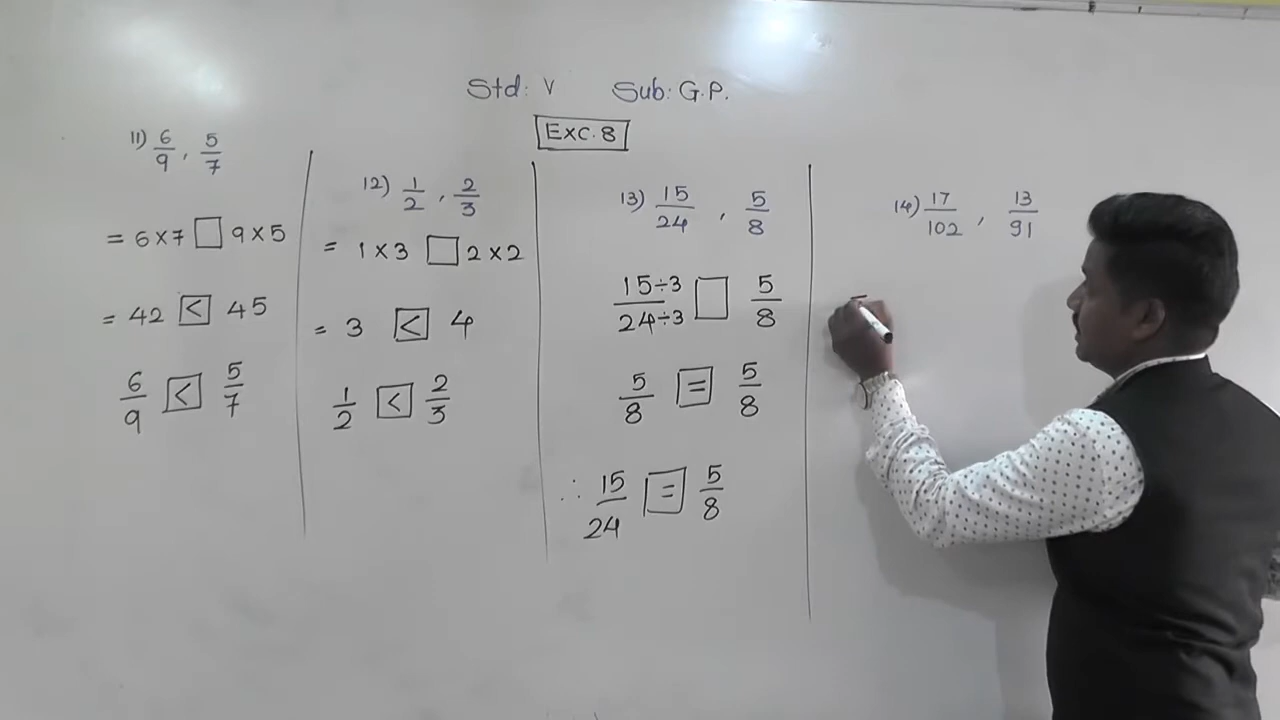 Std: V Sub: G.P.
Exc. 8
11) 6/9 , 5/7
= 6 × 7 □ 9 × 5
= 42 < 45
6/9 < 5/7
12) 1/2 , 2/3
= 1 × 3 □ 2 × 2
= 3 < 4
1/2 < 2/3
13) 15/24 , 5/8
15÷3/24÷3 □ 5/8
5/8 = 5/8
∴ 15/24 = 5/8
14) 17/102 , 13/91